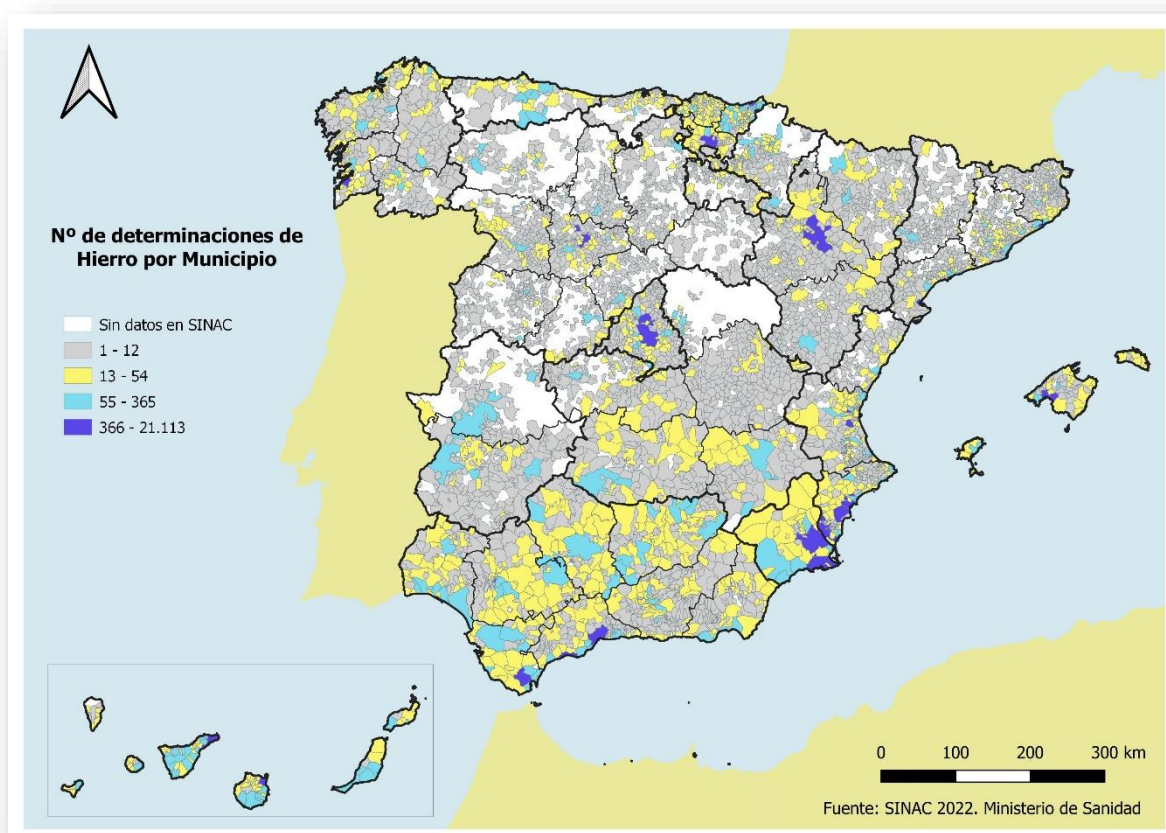 Nº de determinaciones de
Hierro por Municipio
Sin datos en SINAC
1 - 12
13 - 54
55 - 365
366 - 21.113
0 100 200 300 km
Fuente: SINAC 2022. Ministerio de Sanidad